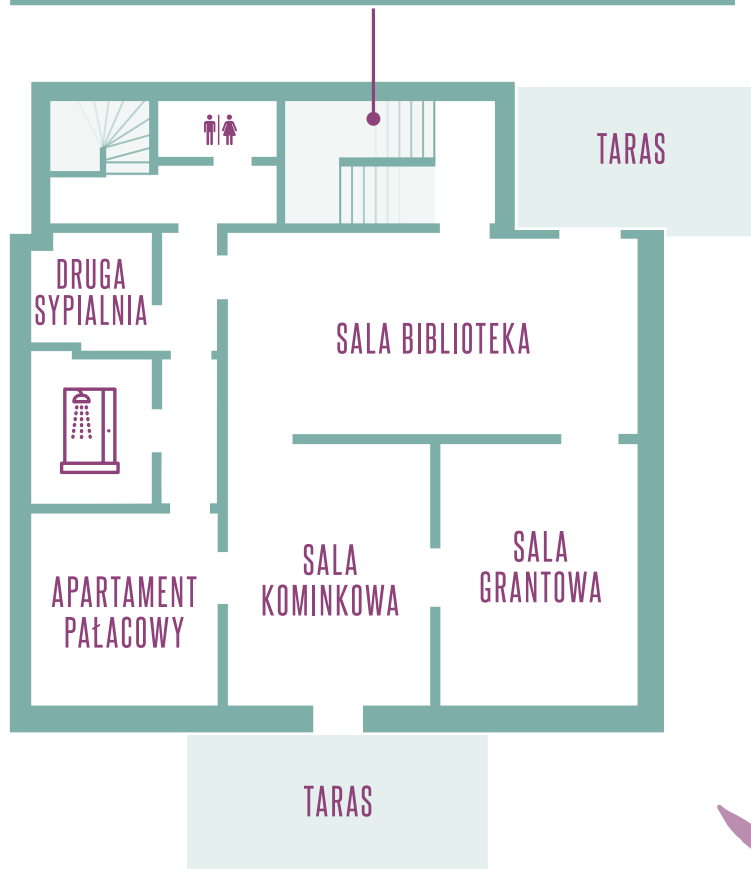 TARAS
DRUGA
SYPIALNIA
SALA BIBLIOTEKA
SALA
GRANTOWA
SALA
KOMINKOWA
APARTAMENT
PAŁACOWY
TARAS